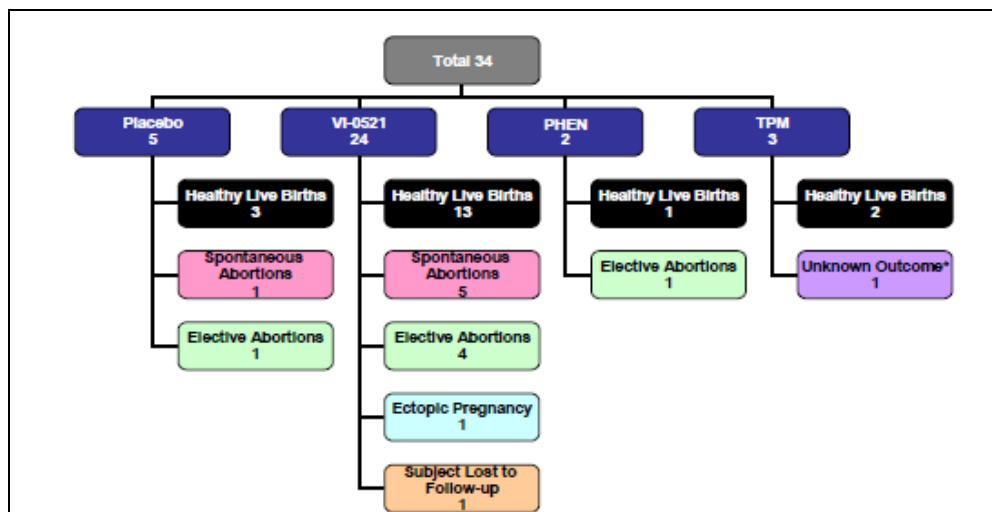 Total 34
Placebo
5
VI-0521
24
PHEN
2
TPM
3
Healthy Live Births
3
Healthy Live Births
13
Healthy Live Births
1
Healthy Live Births
2
Spontaneous
Abortions
1
Spontaneous
Abortions
5
Elective Abortions
1
Unknown Outcome*
1
Elective Abortions
1
Elective Abortions
4
Ectopic Pregnancy
1
Subject Lost to
Follow-up
1